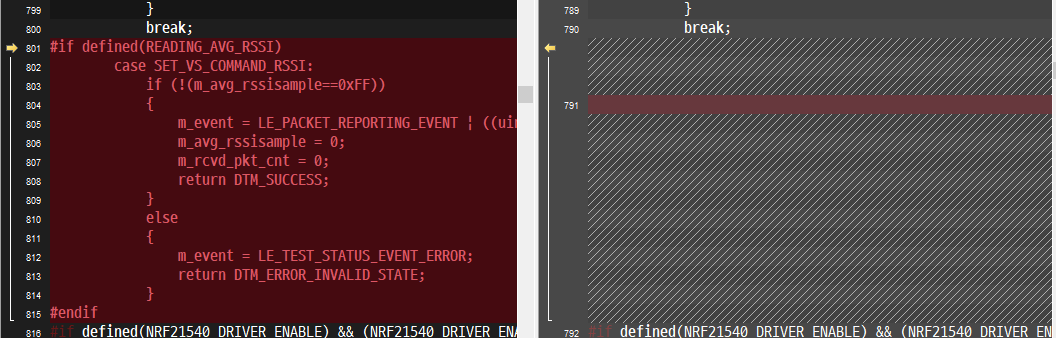 799 }
800 break;
801 #if defined(READING_AVG_RSSI)
802 case SET_VS_COMMAND_RSSI:
803 if (!(m_avg_rssisample==0xFF))
804 {
805 m_event = LE_PACKET_REPORTING_EVENT ¦ ((uin
806 m_avg_rssisample = 0;
807 m_rcvd_pkt_cnt = 0;
808 return DTM_SUCCESS;
809 }
810 else
811 {
812 m_event = LE_TEST_STATUS_EVENT_ERROR;
813 return DTM_ERROR_INVALID_STATE;
814 }
815 #endif
816 #if defined(NRF21540_DRIVER_ENABLE) && (NRF21540_DRIVER_ENA
789 }
790 break;
791
792 #if defined(NRF21540_DRIVER_ENABLE) && (NRF21540_DRIVER_EN